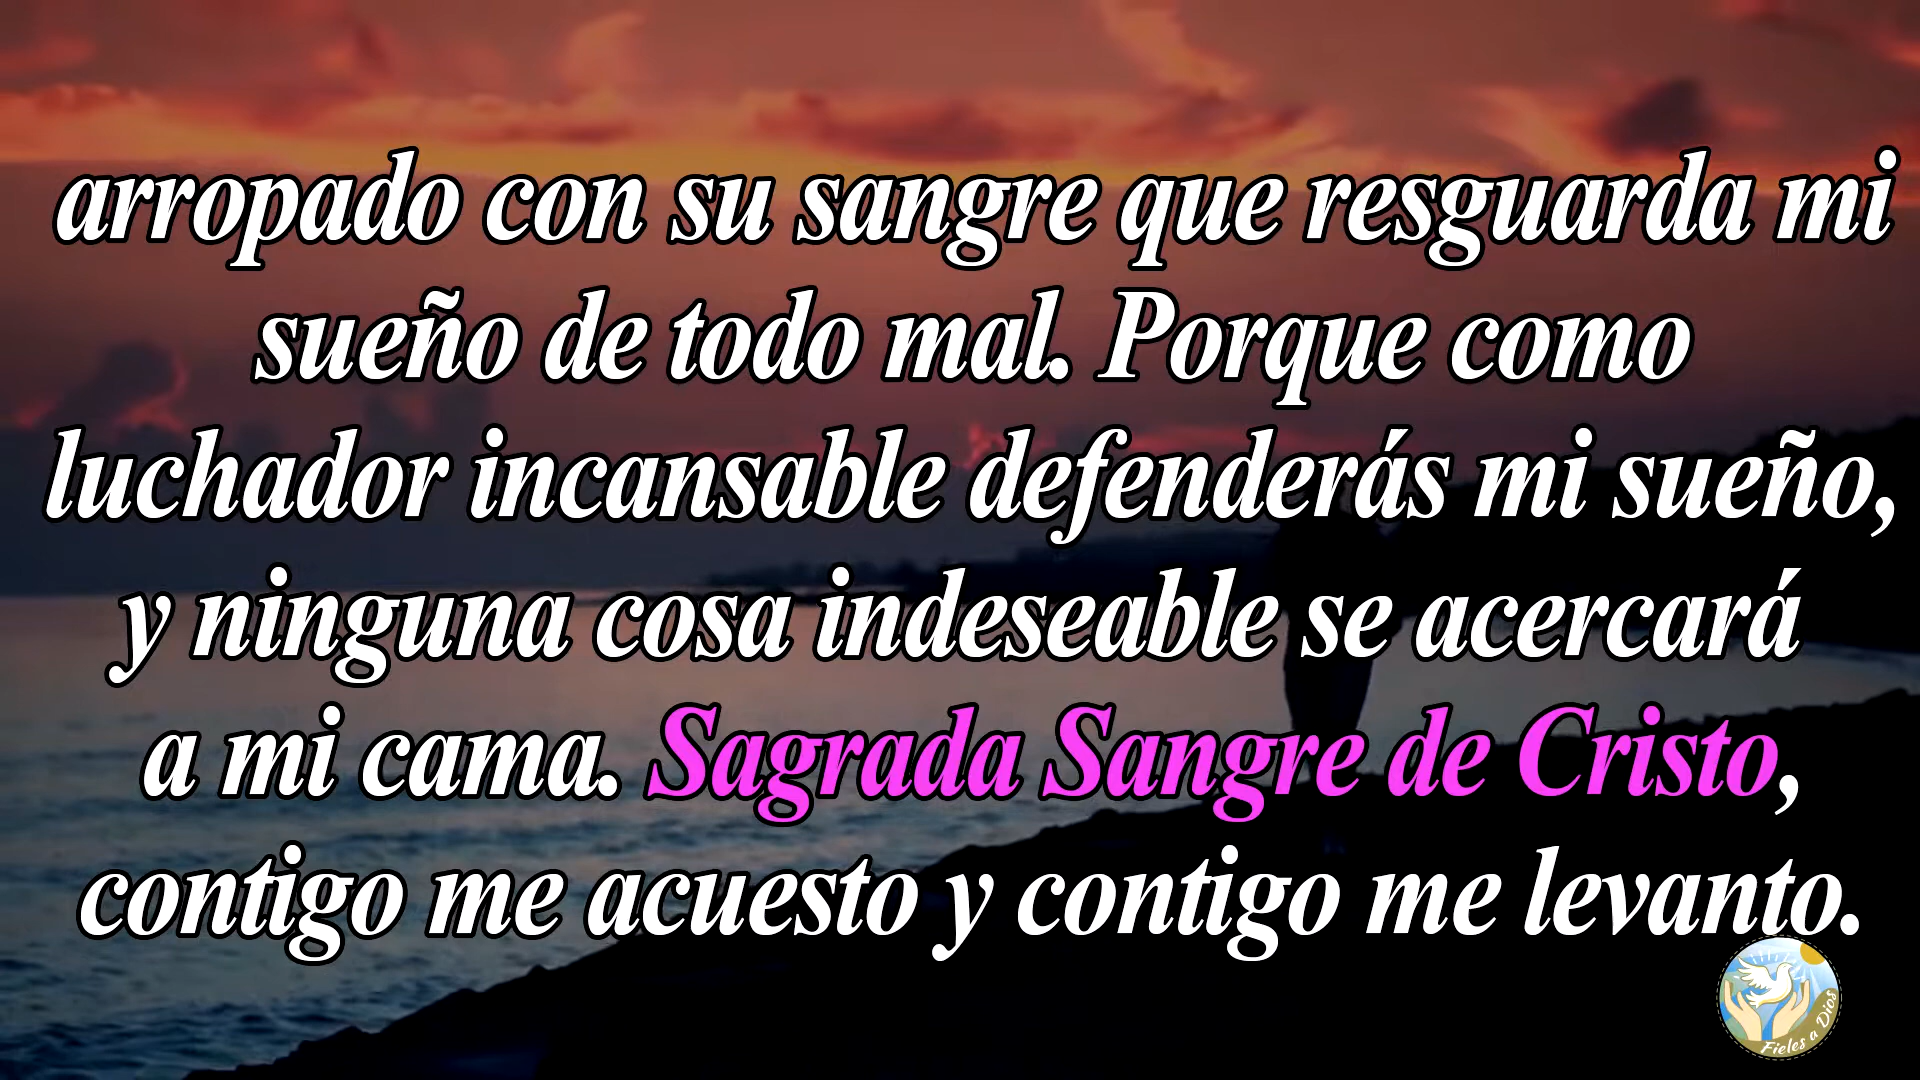 arropado con su sangre que resguarda mi
sueño de todo mal. Porque como
luchador incansable defenderás mi sueño,
y ninguna cosa indeseable se acercará
a mi cama. Sagrada Sangre de Cristo,
contigo me acuesto y contigo me levanto.
Fieles a Dios